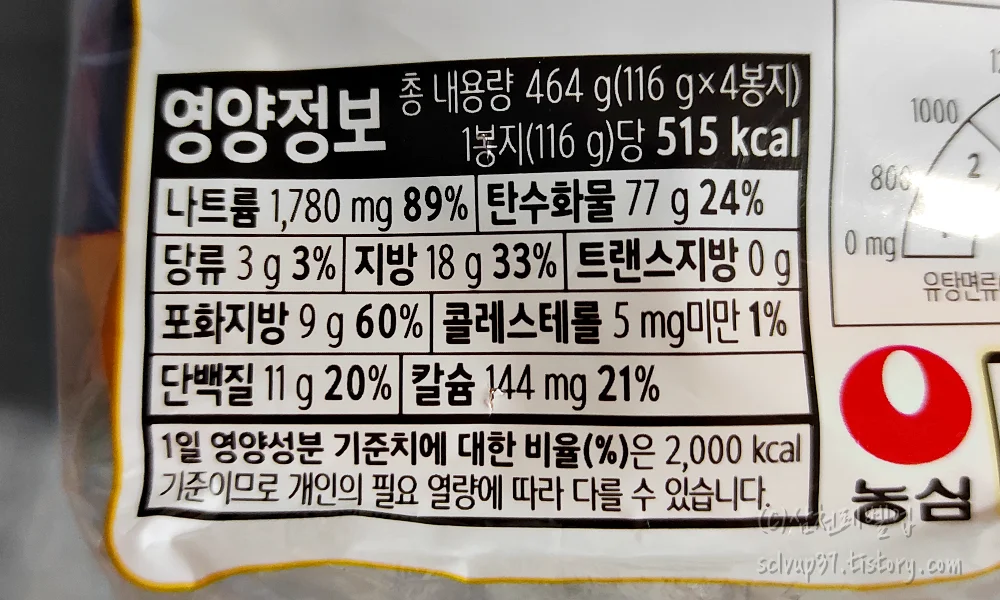 영양정보 총 내용량 464 g(116 g×4봉지)
1봉지(116 g)당 515 kcal
나트륨 1,780 mg 89% 탄수화물 77 g 24%
당류 3 g 3% 지방 18 g 33% 트랜스지방 0 g
포화지방 9 g 60% 콜레스테롤 5 mg미만 1%
단백질 11 g 20% 칼슘 144 mg 21%
1일 영양성분 기준치에 대한 비율(%)은 2,000 kcal
기준이므로 개인의 필요 열량에 따라 다를 수 있습니다.
1000
2
800
0 mg
유탕면류
농심
sclvup97.tistory.com